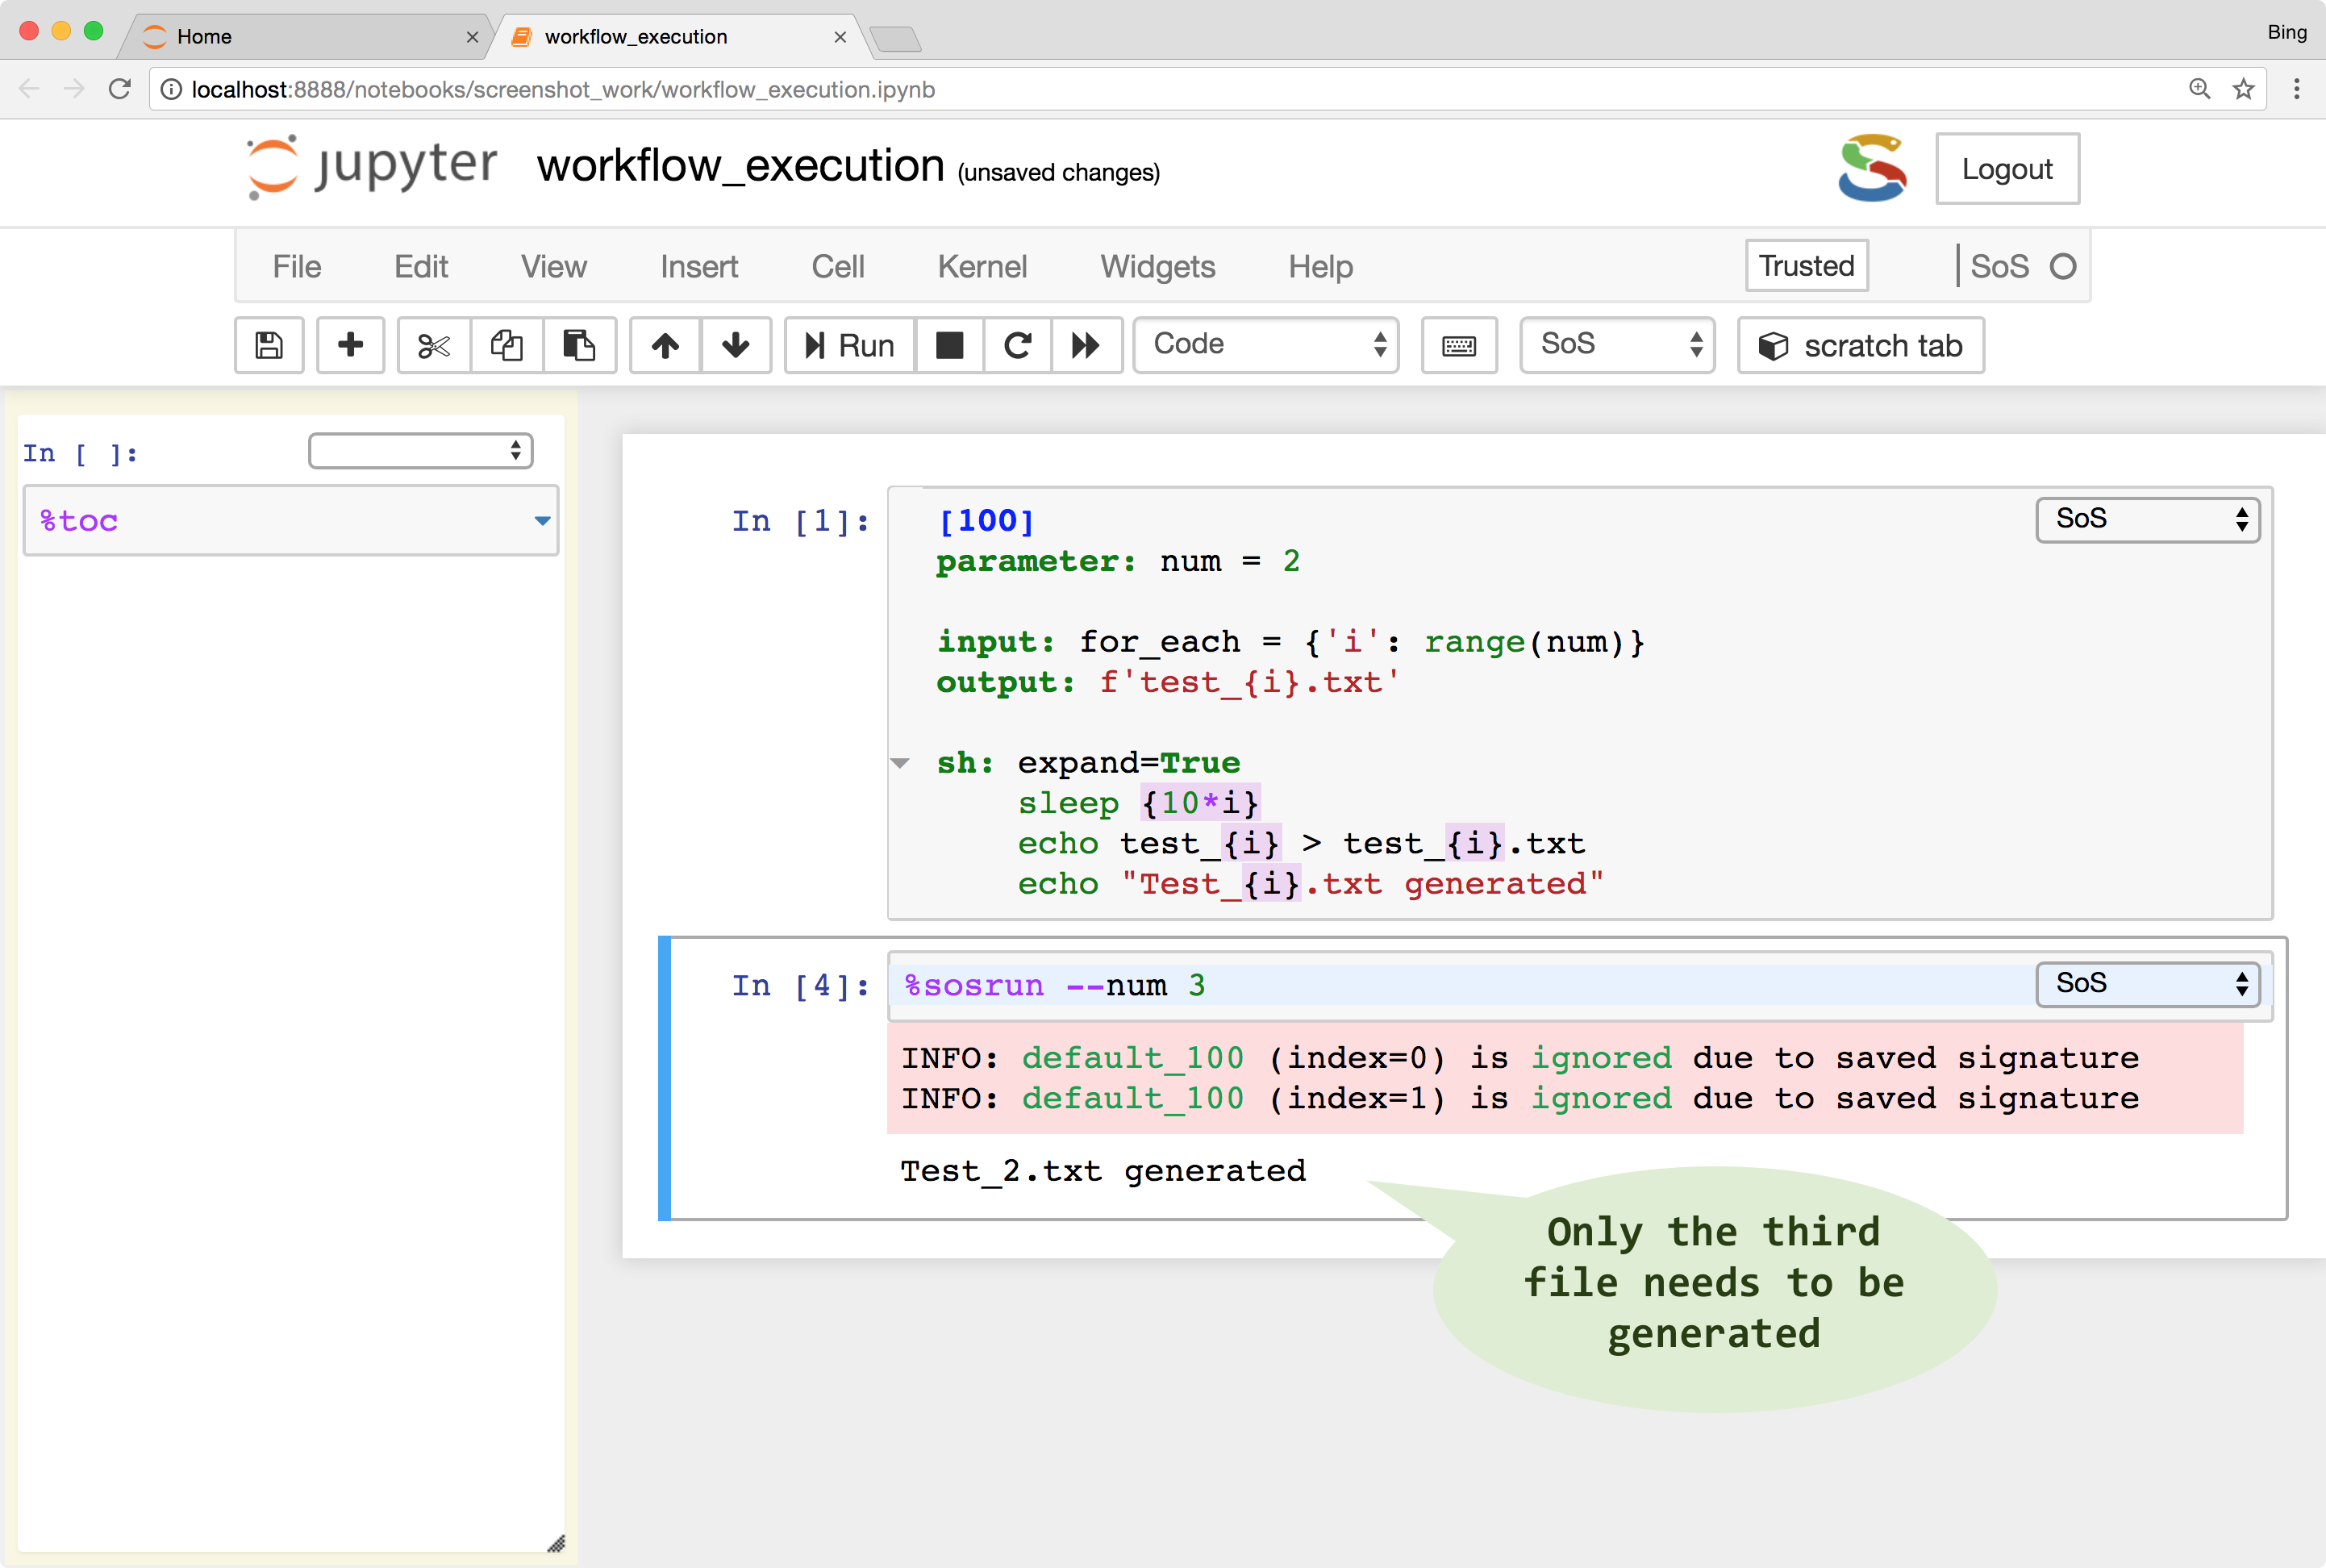 Home
workflow_execution
Bing
localhost:8888/notebooks/screenshot_work/workflow_execution.ipynb
jupyter workflow_execution (unsaved changes)
Logout
File Edit View Insert Cell Kernel Widgets Help Trusted SoS
Run Code SoS scratch tab
In [ ]:
%toc
In [1]:
SoS
[100]
parameter: num = 2
input: for_each = {'i': range(num)}
output: f'test_{i}.txt'
sh: expand=True
sleep {10*i}
echo test_{i} > test_{i}.txt
echo "Test_{i}.txt generated"
In [4]:
%sosrun --num 3
SoS
INFO: default_100 (index=0) is ignored due to saved signature
INFO: default_100 (index=1) is ignored due to saved signature
Test_2.txt generated
Only the third
file needs to be
generated